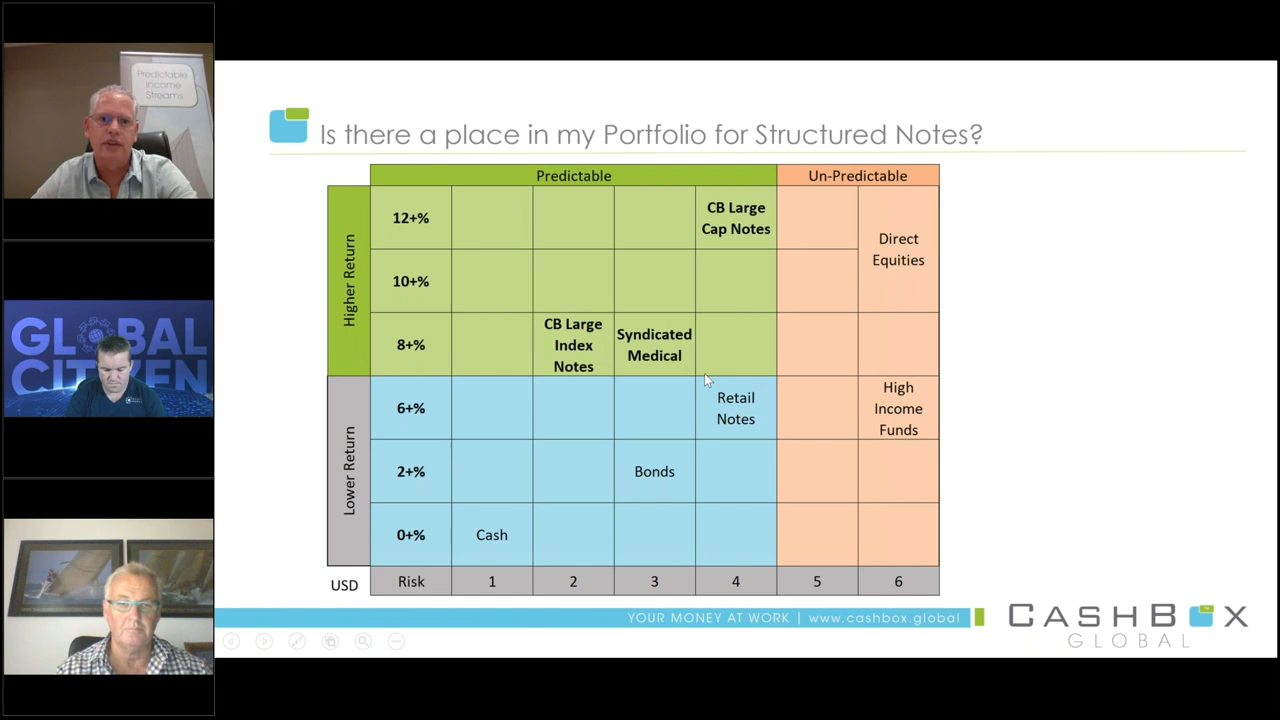 Predictable
Income
Streams
GLOBAL
CITIZEN
Is there a place in my Portfolio for Structured Notes?
Predictable
Un-Predictable
Higher Return
12+%
CB Large
Cap Notes
Direct
Equities
10+%
8+%
CB Large
Index
Notes
Syndicated
Medical
Lower Return
6+%
Retail
Notes
High
Income
Funds
2+%
Bonds
0+%
Cash
USD
Risk
1
2
3
4
5
6
YOUR MONEY AT WORK | www.cashbox.global
CASHBOX
GLOBAL